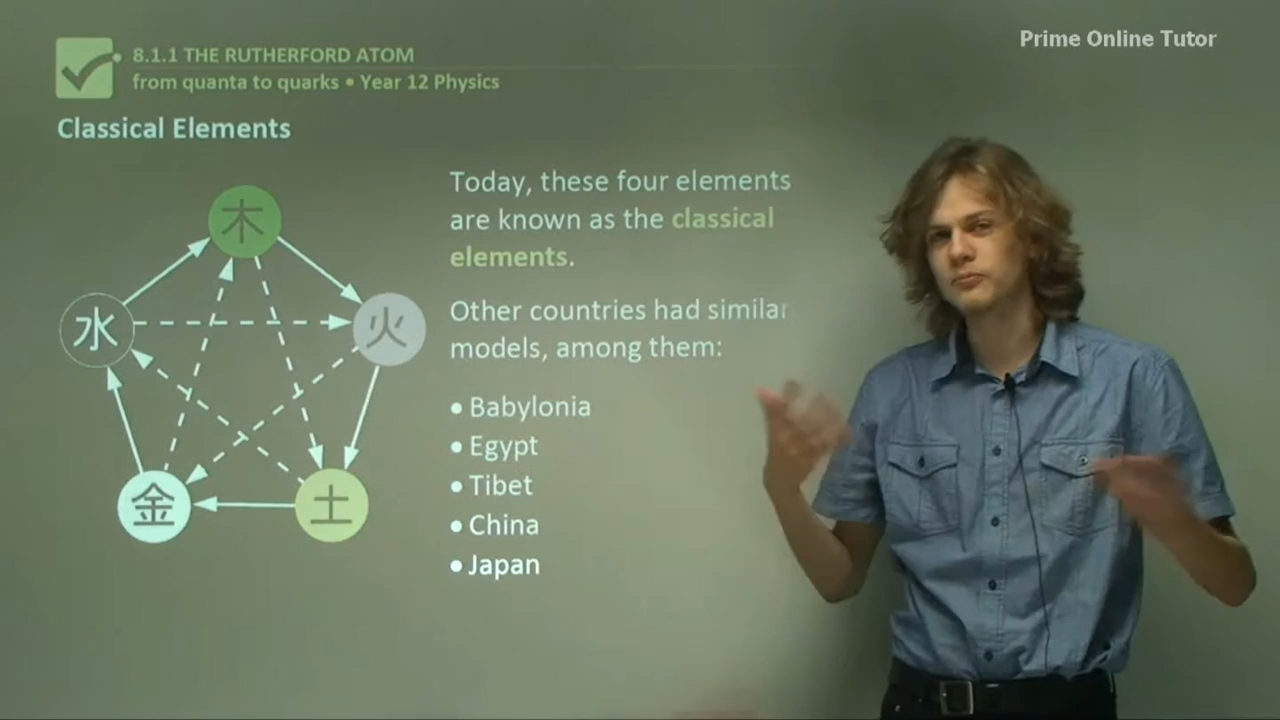 8.1.1 THE RUTHERFORD ATOM
from quanta to quarks • Year 12 Physics
Prime Online Tutor
Classical Elements
木
水
火
金
土
Today, these four elements
are known as the classical
elements.
Other countries had similar
models, among them:
• Babylonia
• Egypt
• Tibet
• China
• Japan